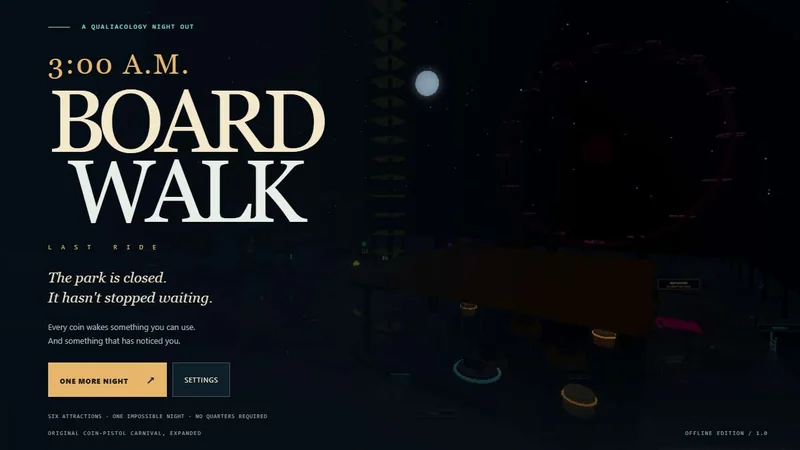 A QUALIACOLOGY NIGHT OUT
3:00 A.M.
BOARD
WALK
LAST RIDE
The park is closed.
It hasn't stopped waiting.
Every coin wakes something you can use.
And something that has noticed you.
ONE MORE NIGHT ↗
SETTINGS
SIX ATTRACTIONS · ONE IMPOSSIBLE NIGHT · NO QUARTERS REQUIRED
ORIGINAL COIN-PISTOL CARNIVAL, EXPANDED
OFFLINE EDITION / 1.0